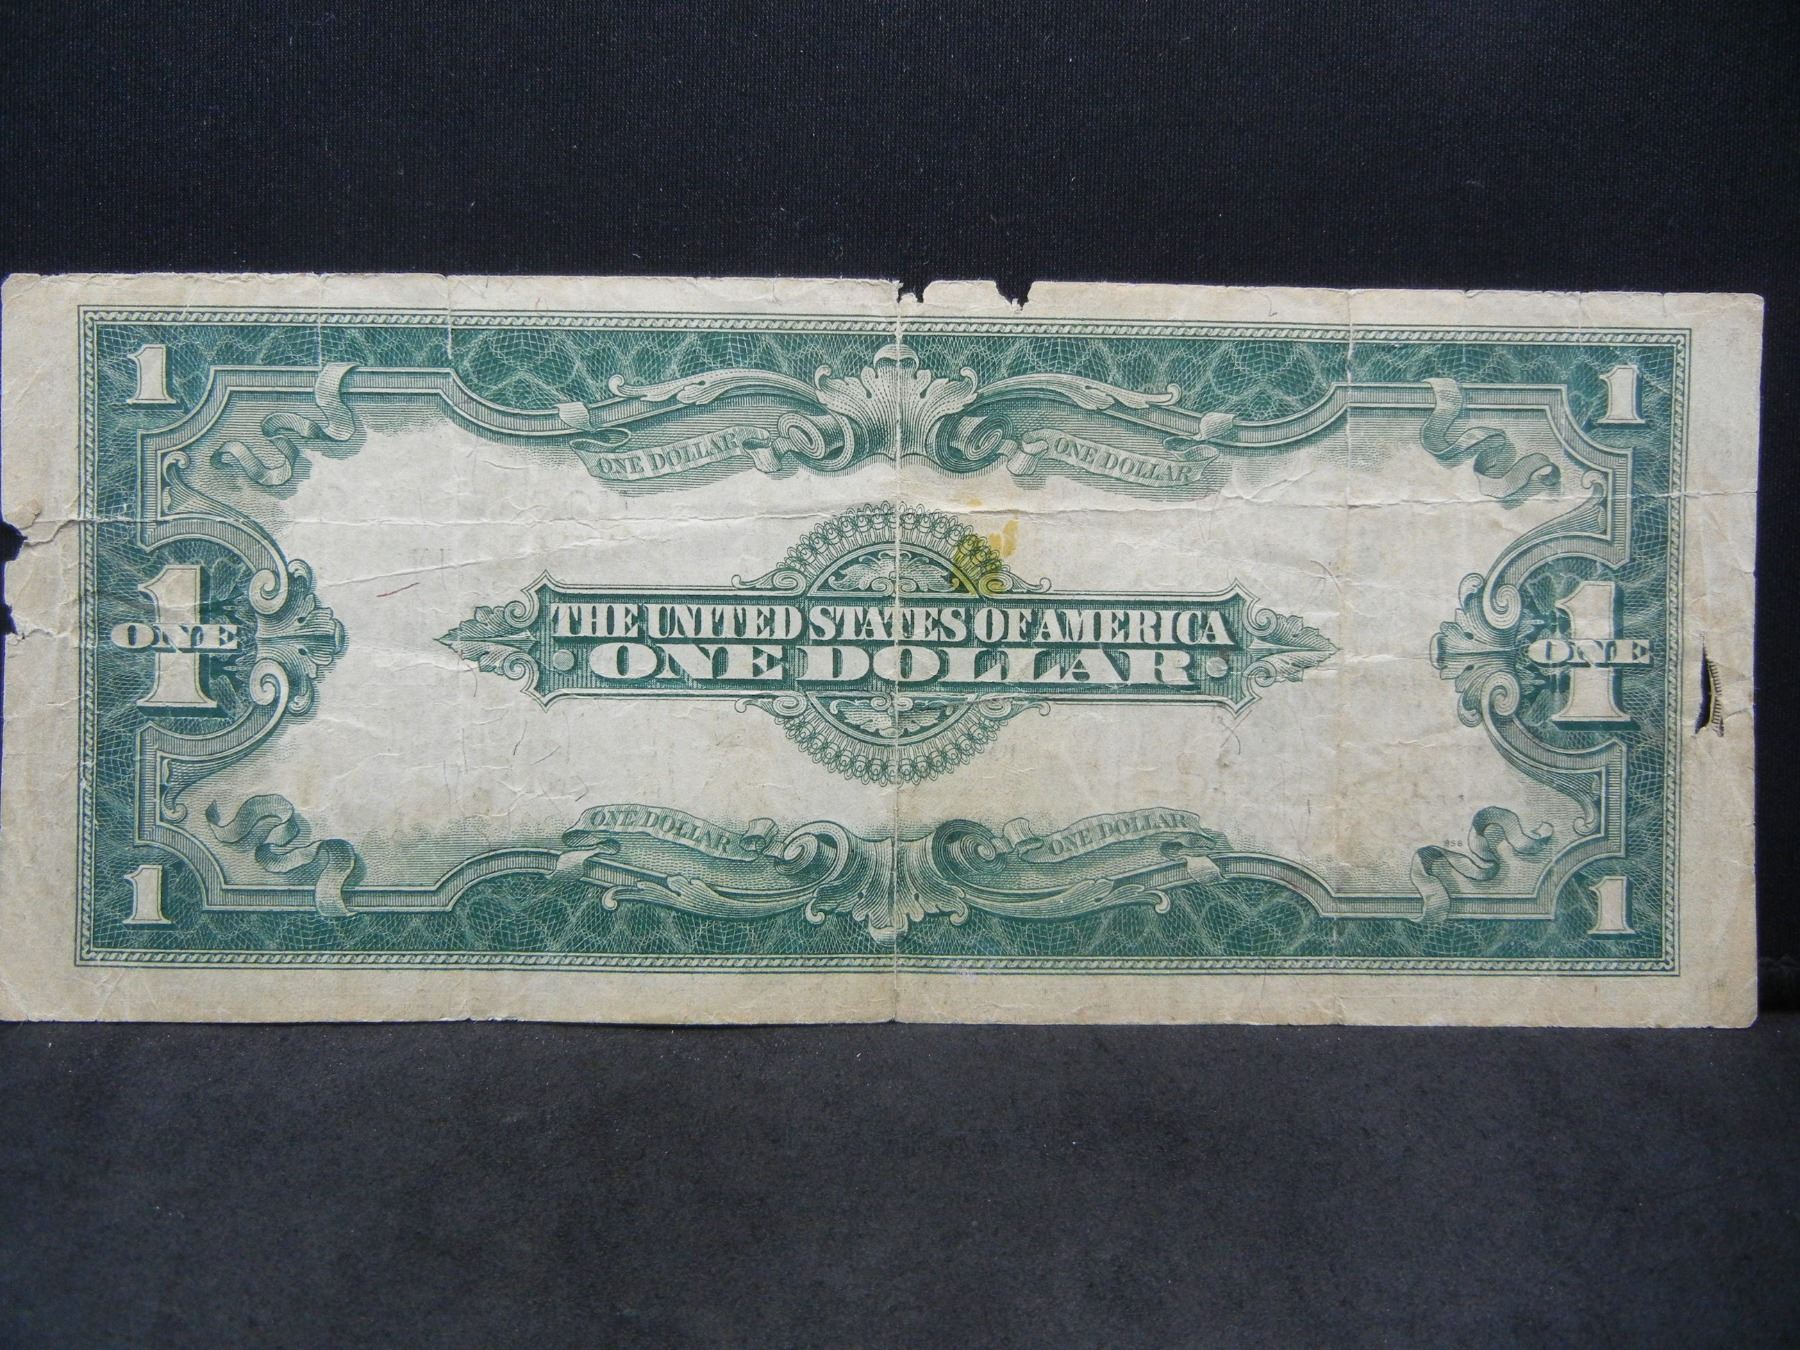 1 1
ONE DOLLAR ONE DOLLAR
THE UNITED STATES OF AMERICA
ONE ONE
1 1
ONE DOLLAR
ONE DOLLAR ONE DOLLAR
1 1